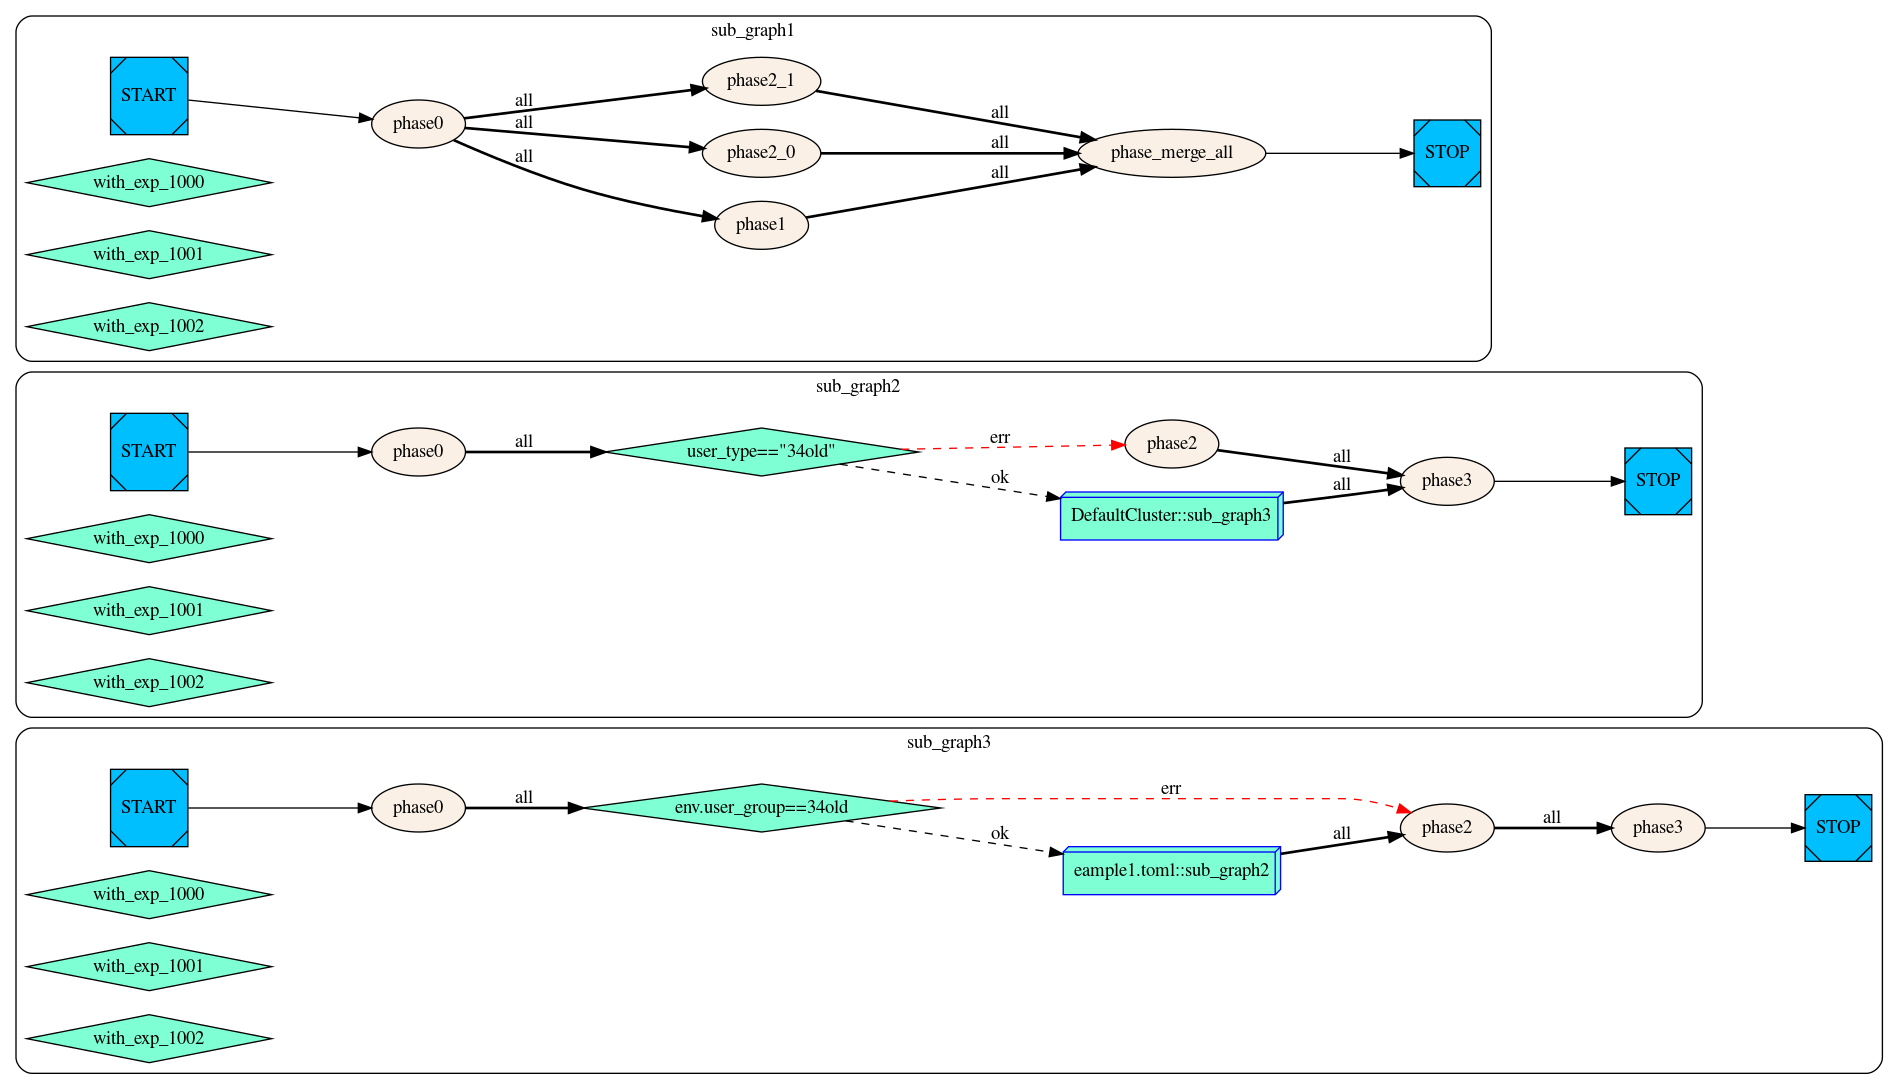 sub_graph1
START
phase0
all
all
all
phase2_1
phase2_0
phase1
all
all
all
phase_merge_all
STOP
with_exp_1000
with_exp_1001
with_exp_1002
sub_graph2
START
phase0
all
user_type=="34old"
err
ok
phase2
DefaultCluster::sub_graph3
all
all
phase3
STOP
with_exp_1000
with_exp_1001
with_exp_1002
sub_graph3
START
phase0
all
env.user_group==34old
err
ok
eample1.toml::sub_graph2
all
phase2
all
phase3
STOP
with_exp_1000
with_exp_1001
with_exp_1002